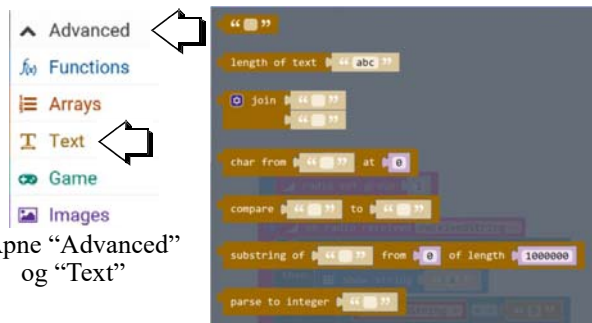 Advanced
Functions
Arrays
Text
Game
Images
pne “Advanced”
og “Text”
“ ”
length of text “ abc ”
join “ ”
“ ”
char from “ ” at 0
compare “ ” to “ ”
substring of “ ” from 0 of length 1000000
parse to integer “ ”